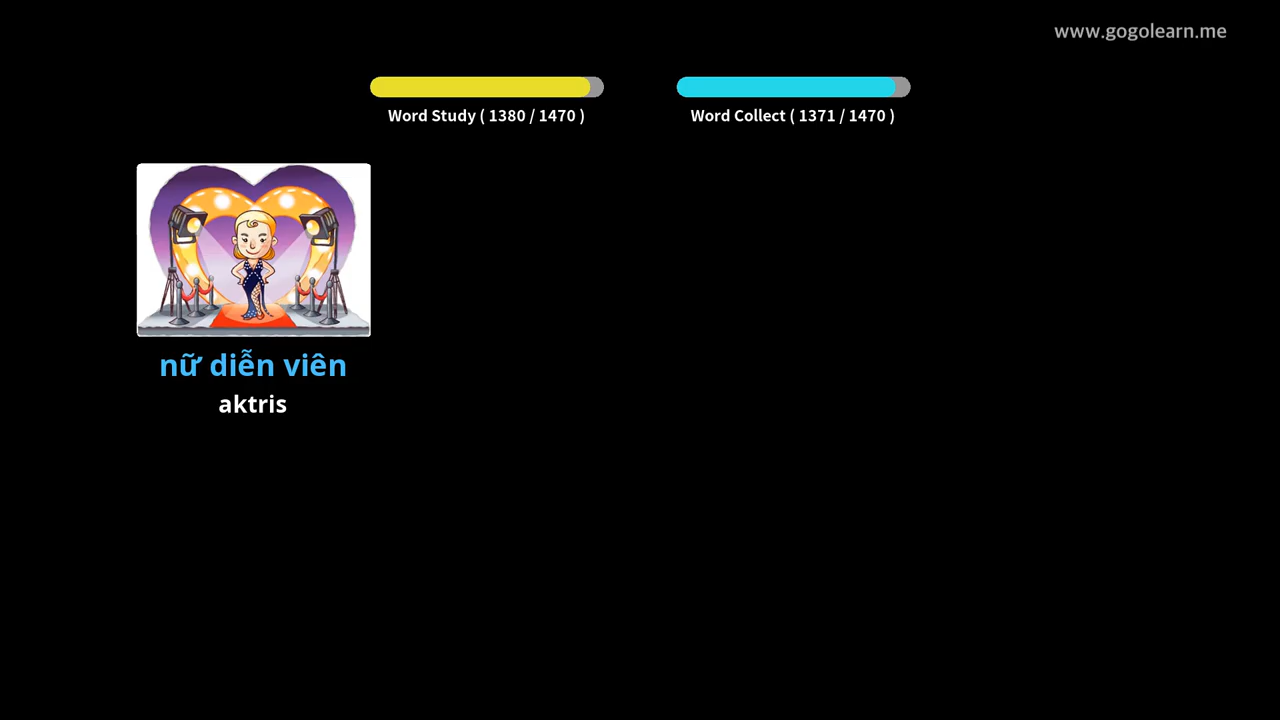 www.gogolearn.me
Word Study ( 1380 / 1470 )
Word Collect ( 1371 / 1470 )
nữ diễn viên
aktris